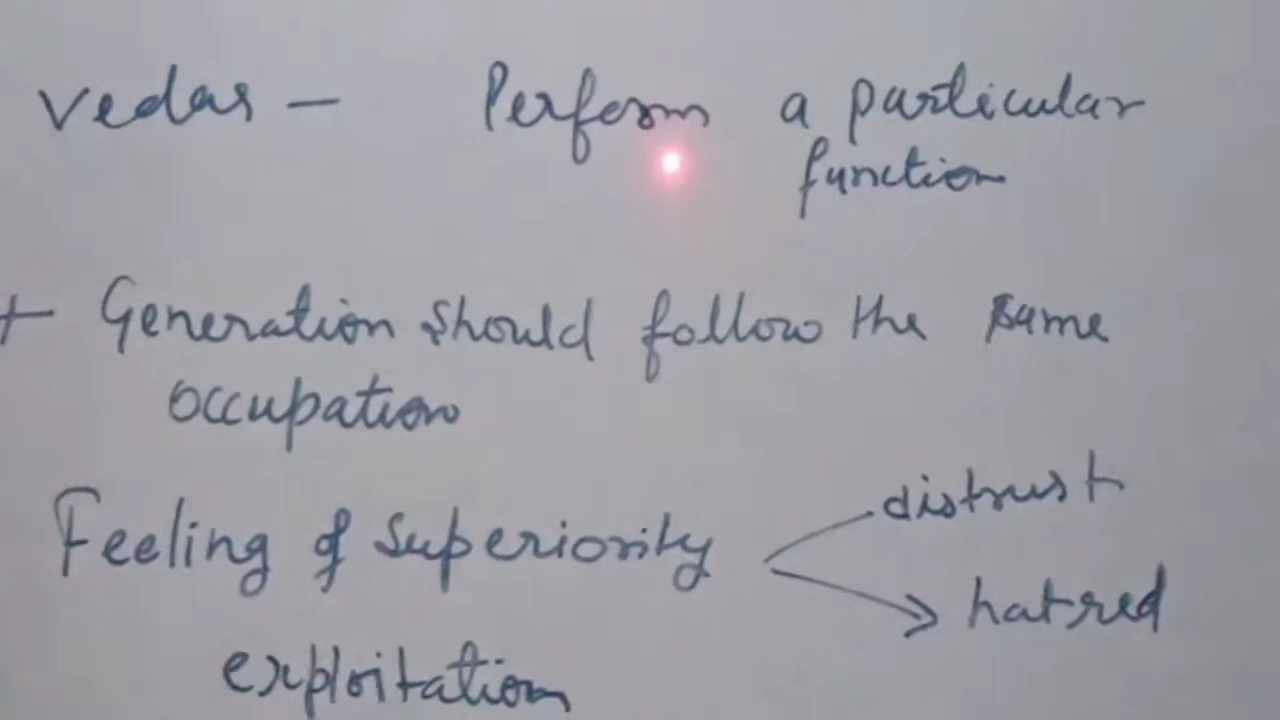 Vedas – Perform a particular
function
+ Generation should follow the same
occupation
Feeling of Superiority
distrust
hatred
exploitation